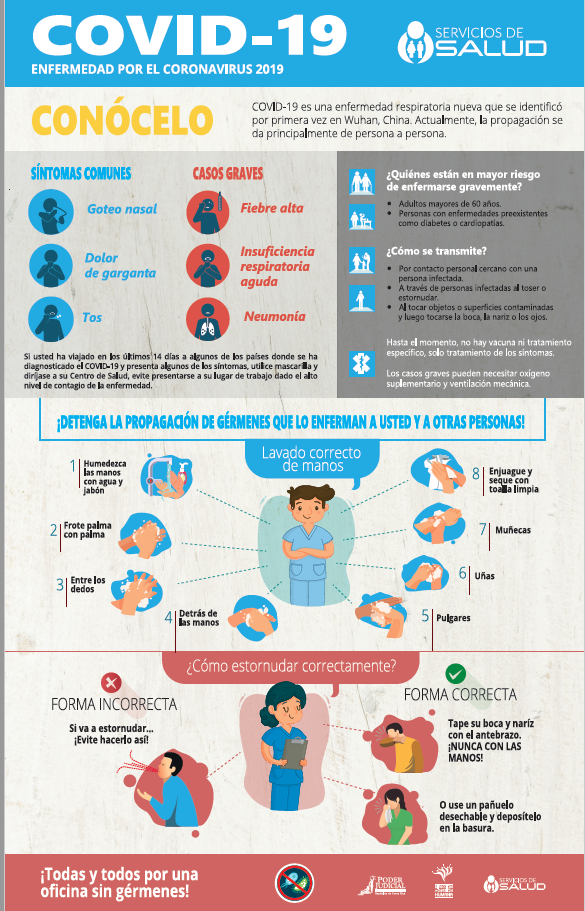 COVID-19
ENFERMEDAD POR EL CORONAVIRUS 2019
SERVICIOS DE
SALUD
CONÓCELO
COVID-19 es una enfermedad respiratoria nueva que se identificó
por primera vez en Wuhan, China. Actualmente, la propagación se
da principalmente de persona a persona.
SÍNTOMAS COMUNES
Goteo nasal
Dolor
de garganta
Tos
CASOS GRAVES
Fiebre alta
Insuficiencia
respiratoria
aguda
Neumonía
Si usted ha viajado en los últimos 14 días a algunos de los países donde se ha
diagnosticado el COVID-19 y presenta algunos de los síntomas, utilice mascarilla y
diríjase a su Centro de Salud, evite presentarse a su lugar de trabajo dado el alto
nivel de contagio de la enfermedad.
¿Quiénes están en mayor riesgo
de enfermarse gravemente?
• Adultos mayores de 60 años.
• Personas con enfermedades preexistentes
como diabetes o cardiopatías.
¿Cómo se transmite?
• Por contacto personal cercano con una
persona infectada.
• A través de personas infectadas al toser o
estornudar.
• Al tocar objetos o superficies contaminadas
y luego tocarse la boca, la nariz o los ojos.
Hasta el momento, no hay vacuna ni tratamiento
específico, solo tratamiento de los síntomas.
Los casos graves pueden necesitar oxígeno
suplementario y ventilación mecánica.
¡DETENGA LA PROPAGACIÓN DE GÉRMENES QUE LO ENFERMAN A USTED Y A OTRAS PERSONAS!
Lavado correcto
de manos
1 Humedezca
las manos
con agua y
jabón
2 Frote palma
con palma
3 Entre los
dedos
4 Detrás de
las manos
5 Pulgares
6 Uñas
7 Muñecas
8 Enjuague y
seque con
toalla limpia
¿Cómo estornudar correctamente?
FORMA INCORRECTA
Si va a estornudar...
¡Evite hacerlo así!
FORMA CORRECTA
Tape su boca y naríz
con el antebrazo.
¡NUNCA CON LAS
MANOS!
O use un pañuelo
desechable y deposítelo
en la basura.
¡Todas y todos por una
oficina sin gérmenes!
PODER
JUDICIAL
SERVICIOS DE
SALUD